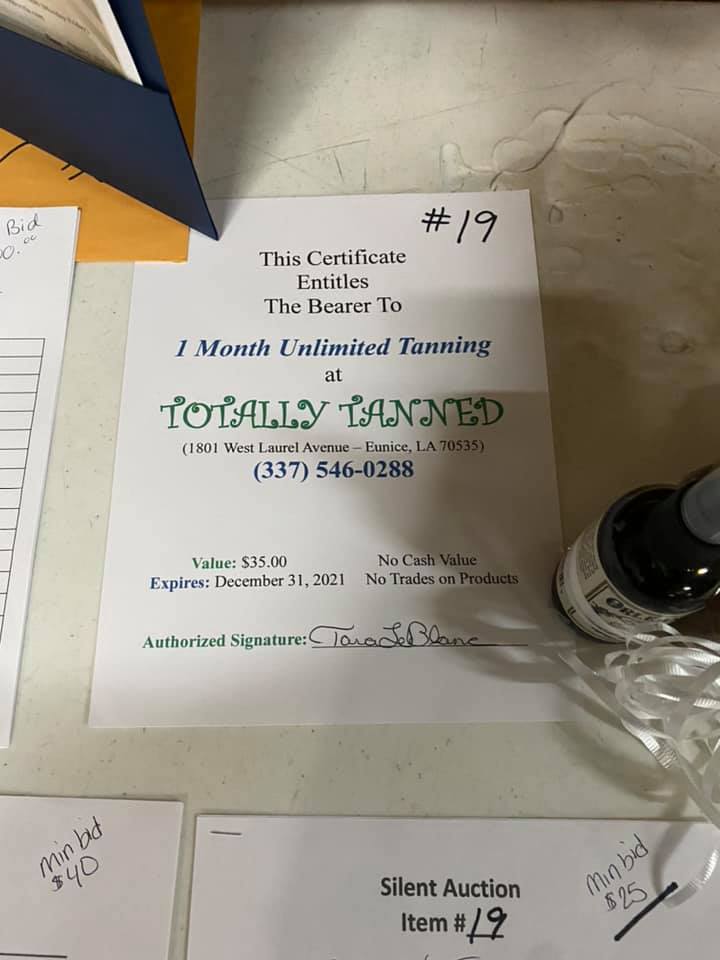 Bid
#19
This Certificate
Entitles
The Bearer To
1 Month Unlimited Tanning
at
TOTALLY TANNED
(1801 West Laurel Avenue – Eunice, LA 70535)
(337) 546-0288
Value: $35.00 No Cash Value
Expires: December 31, 2021 No Trades on Products
Authorized Signature: Tara LeBlanc
Min bid
$40
Silent Auction
Item # 19
Min bid
$25